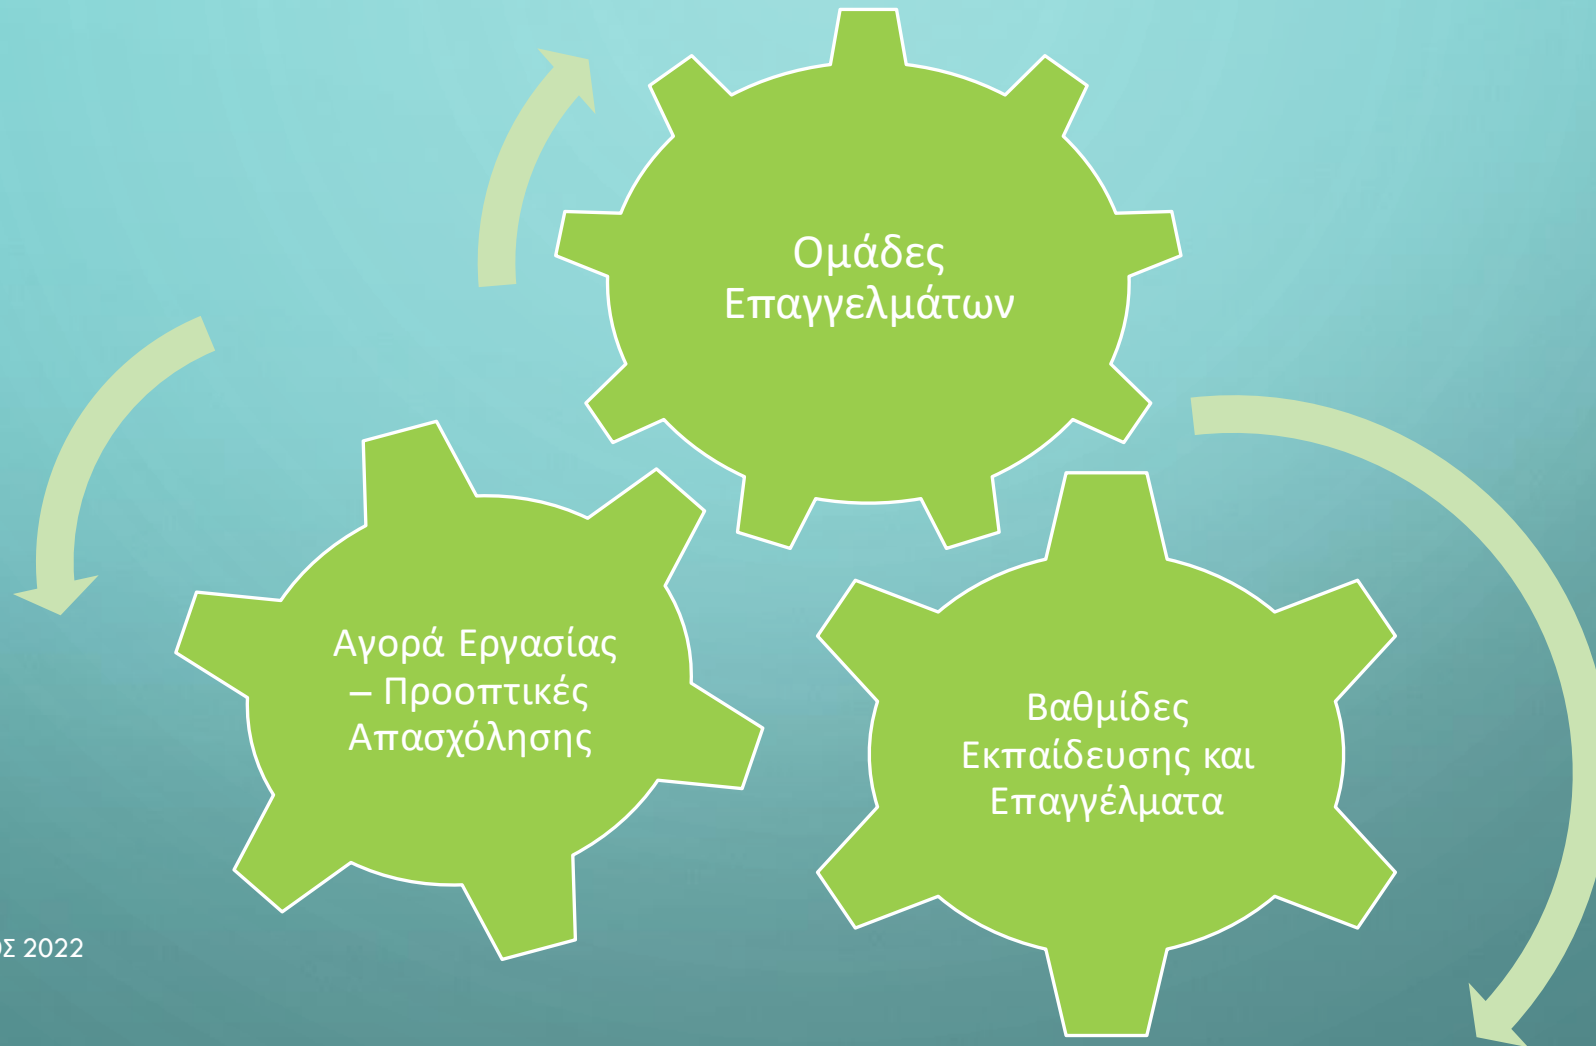 Ομάδες
Επαγγελμάτων
Αγορά Εργασίας
– Προοπτικές
Απασχόλησης
Βαθμίδες
Εκπαίδευσης και
Επαγγέλματα
2022